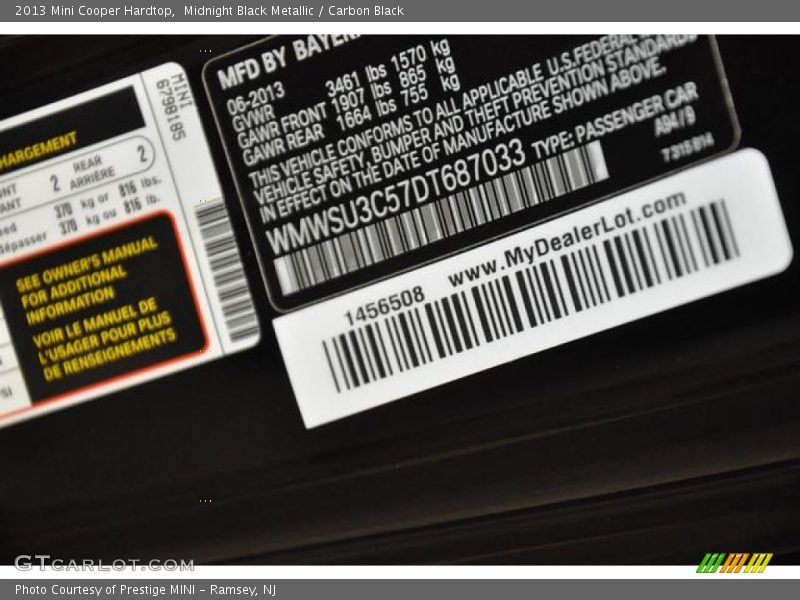 2013 Mini Cooper Hardtop,  Midnight Black Metallic / Carbon Black
MINI
6798185
HARGEMENT
2 REAR 2
ARRIÈRE
370 kg or 816 lbs.
dépasser 370 kg ou 816 lb.
SEE OWNER'S MANUAL
FOR ADDITIONAL
INFORMATION
VOIR LE MANUEL DE
L'USAGER POUR PLUS
DE RENSEIGNEMENTS
MFD BY BAYER
06-2013
GVWR 3461 lbs 1570 kg
GAWR FRONT 1907 lbs 865 kg
GAWR REAR 1664 lbs 755 kg
THIS VEHICLE CONFORMS TO ALL APPLICABLE U.S. FEDERAL
VEHICLE SAFETY, BUMPER AND THEFT PREVENTION STANDARDS
IN EFFECT ON THE DATE OF MANUFACTURE SHOWN ABOVE.
WMWSU3C57DT687033 TYPE: PASSENGER CAR
A94 / 9
7315814
1456508 www.MyDealerLot.com
GTCARLOT.COM
Photo Courtesy of Prestige MINI - Ramsey, NJ